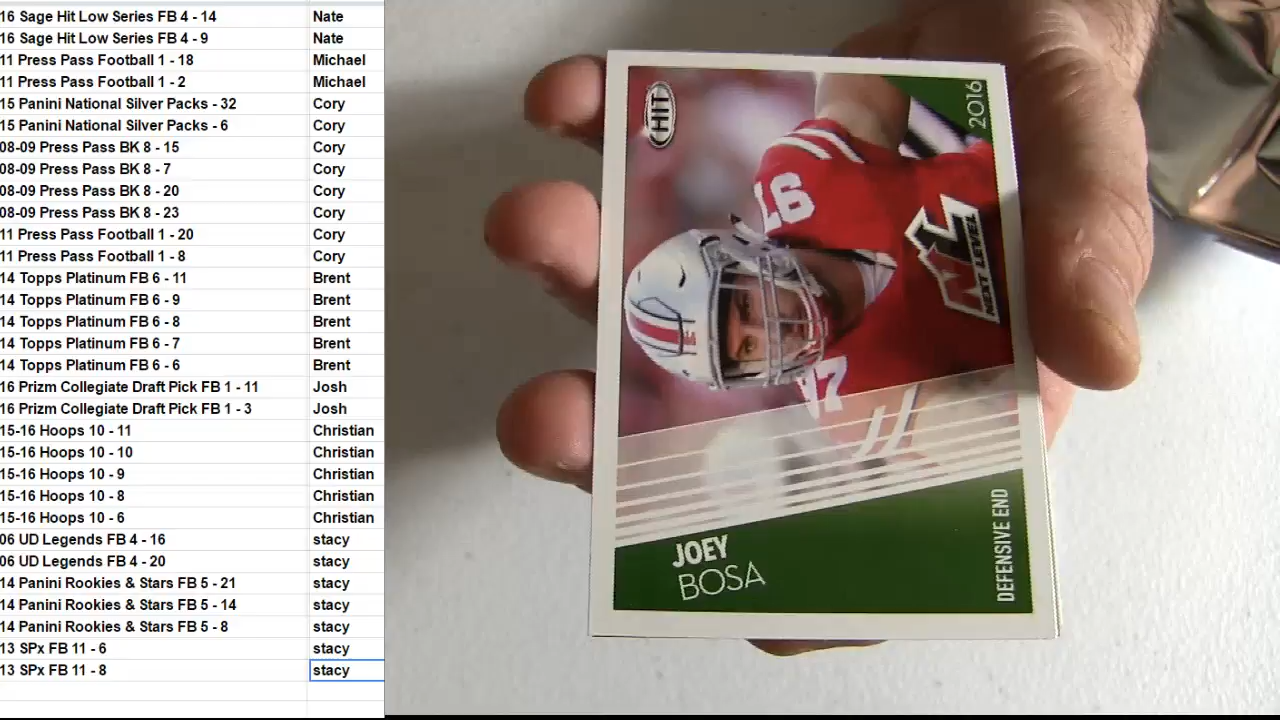 16 Sage Hit Low Series FB 4 - 14 Nate
16 Sage Hit Low Series FB 4 - 9 Nate
11 Press Pass Football 1 - 18 Michael
11 Press Pass Football 1 - 2 Michael
15 Panini National Silver Packs - 32 Cory
15 Panini National Silver Packs - 6 Cory
08-09 Press Pass BK 8 - 15 Cory
08-09 Press Pass BK 8 - 7 Cory
08-09 Press Pass BK 8 - 20 Cory
08-09 Press Pass BK 8 - 23 Cory
11 Press Pass Football 1 - 20 Cory
11 Press Pass Football 1 - 8 Cory
14 Topps Platinum FB 6 - 11 Brent
14 Topps Platinum FB 6 - 9 Brent
14 Topps Platinum FB 6 - 8 Brent
14 Topps Platinum FB 6 - 7 Brent
14 Topps Platinum FB 6 - 6 Brent
16 Prizm Collegiate Draft Pick FB 1 - 11 Josh
16 Prizm Collegiate Draft Pick FB 1 - 3 Josh
15-16 Hoops 10 - 11 Christian
15-16 Hoops 10 - 10 Christian
15-16 Hoops 10 - 9 Christian
15-16 Hoops 10 - 8 Christian
15-16 Hoops 10 - 6 Christian
06 UD Legends FB 4 - 16 stacy
06 UD Legends FB 4 - 20 stacy
14 Panini Rookies & Stars FB 5 - 21 stacy
14 Panini Rookies & Stars FB 5 - 14 stacy
14 Panini Rookies & Stars FB 5 - 8 stacy
13 SPx FB 11 - 6 stacy
13 SPx FB 11 - 8 stacy
HIT
2016
97
NL
NEXT LEVEL
JOEY
BOSA
DEFENSIVE END